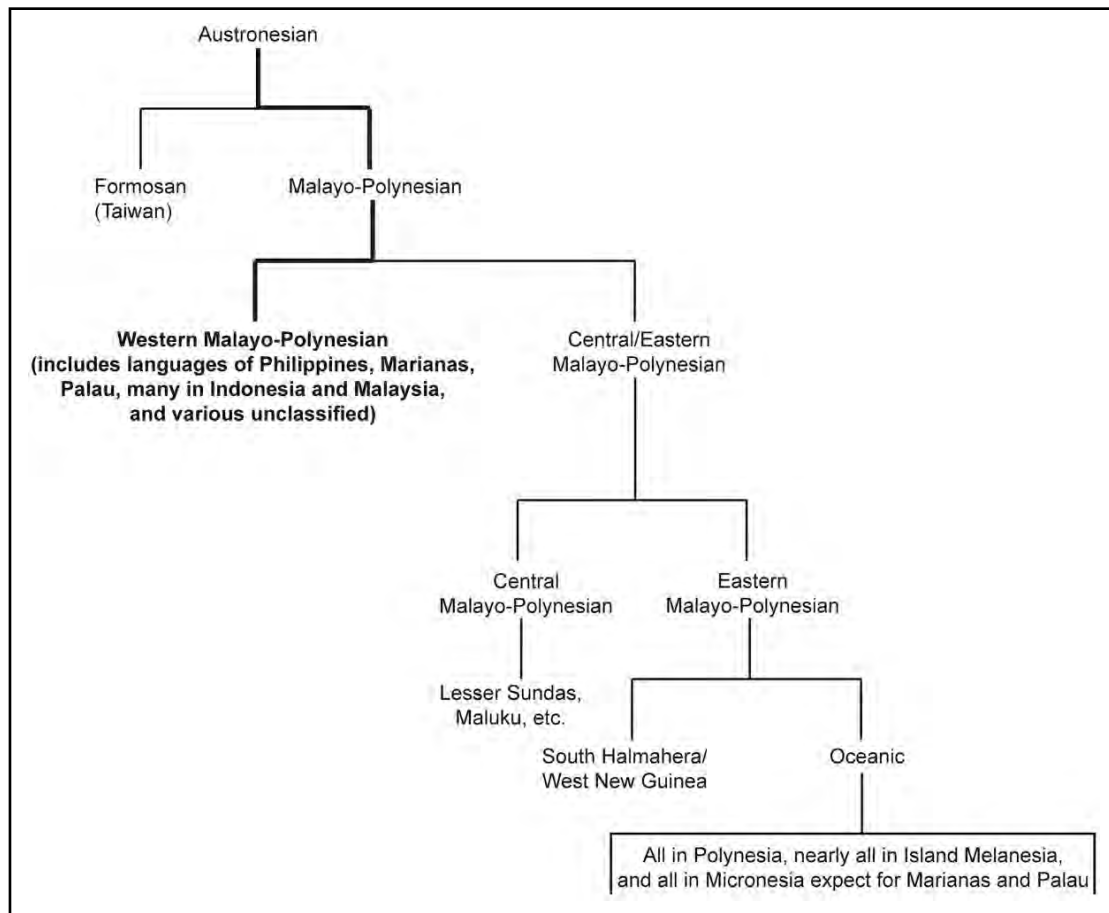 Austronesian
Formosan
(Taiwan)
Malayo-Polynesian
Western Malayo-Polynesian
(includes languages of Philippines, Marianas,
Palau, many in Indonesia and Malaysia,
and various unclassified)
Central/Eastern
Malayo-Polynesian
Central
Malayo-Polynesian
Eastern
Malayo-Polynesian
Lesser Sundas,
Maluku, etc.
South Halmahera/
West New Guinea
Oceanic
All in Polynesia, nearly all in Island Melanesia,
and all in Micronesia expect for Marianas and Palau